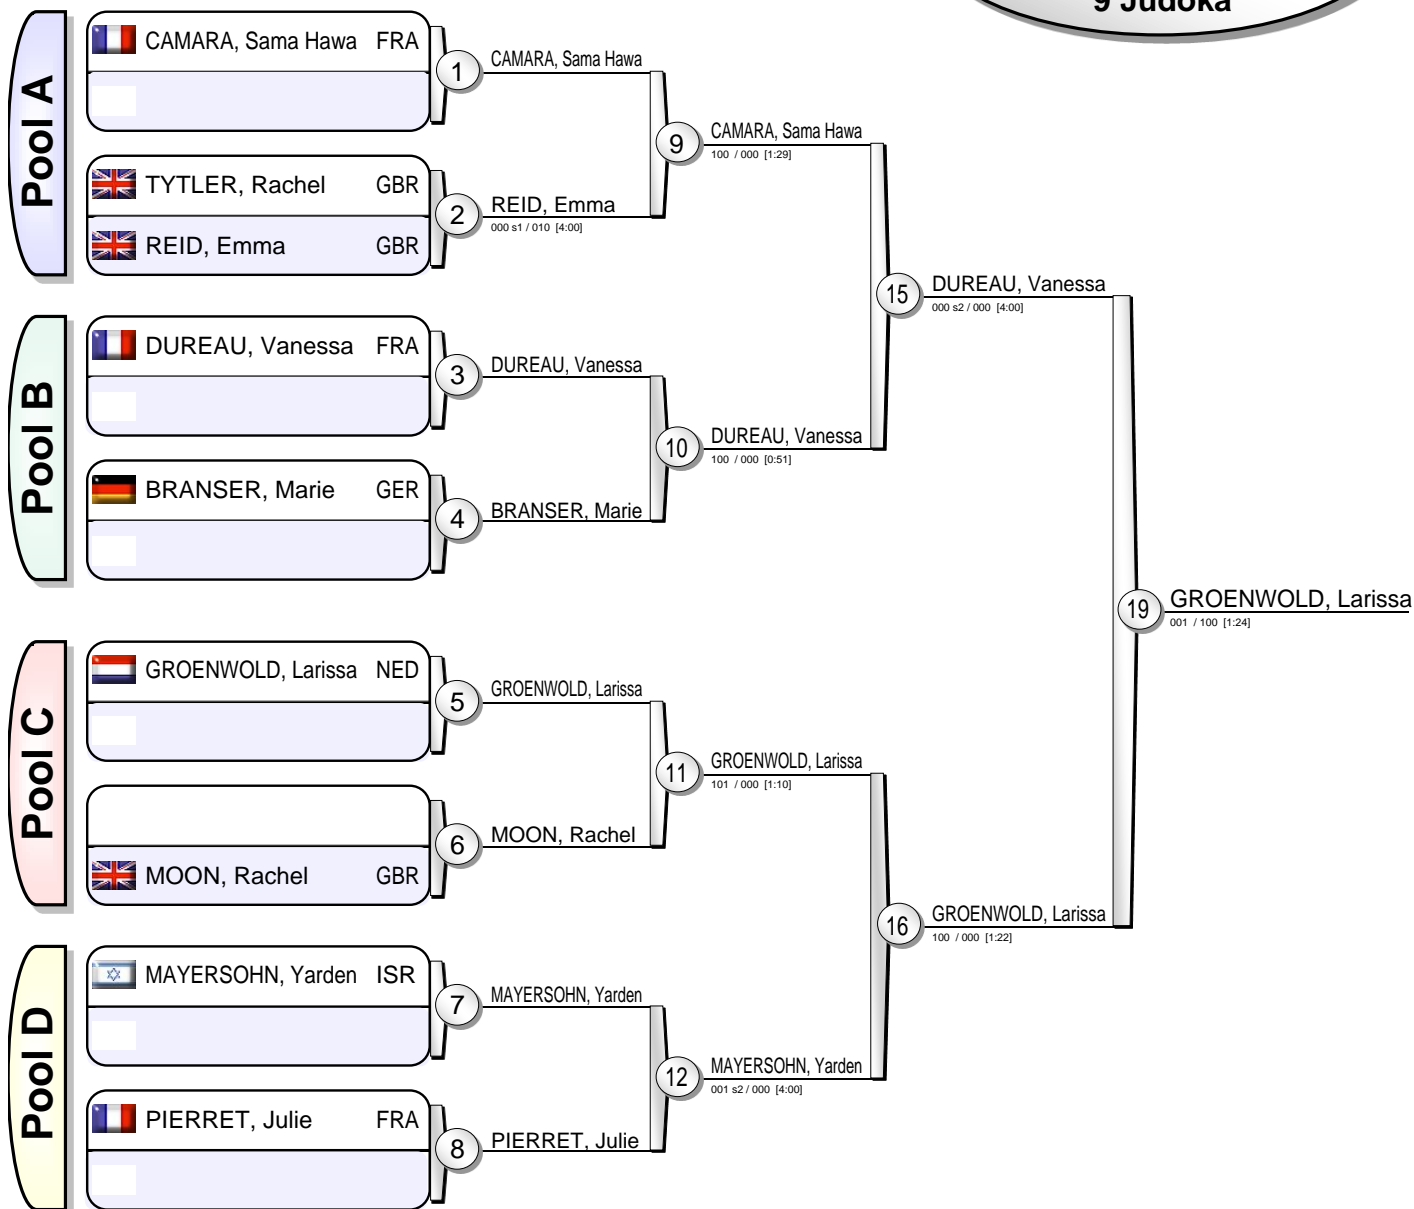 9 Judoka
Pool A
CAMARA, Sama Hawa FRA
TYTLER, Rachel GBR
REID, Emma GBR
1
CAMARA, Sama Hawa
2
REID, Emma
000 s1 / 010 [4:00]
9
CAMARA, Sama Hawa
100 / 000 [1:29]
Pool B
DUREAU, Vanessa FRA
BRANSER, Marie GER
3
DUREAU, Vanessa
4
BRANSER, Marie
10
DUREAU, Vanessa
100 / 000 [0:51]
15
DUREAU, Vanessa
000 s2 / 000 [4:00]
Pool C
GROENWOLD, Larissa NED
MOON, Rachel GBR
5
GROENWOLD, Larissa
6
MOON, Rachel
11
GROENWOLD, Larissa
101 / 000 [1:10]
Pool D
MAYERSOHN, Yarden ISR
PIERRET, Julie FRA
7
MAYERSOHN, Yarden
8
PIERRET, Julie
12
MAYERSOHN, Yarden
001 s2 / 000 [4:00]
16
GROENWOLD, Larissa
100 / 000 [1:22]
19
GROENWOLD, Larissa
001 / 100 [1:24]